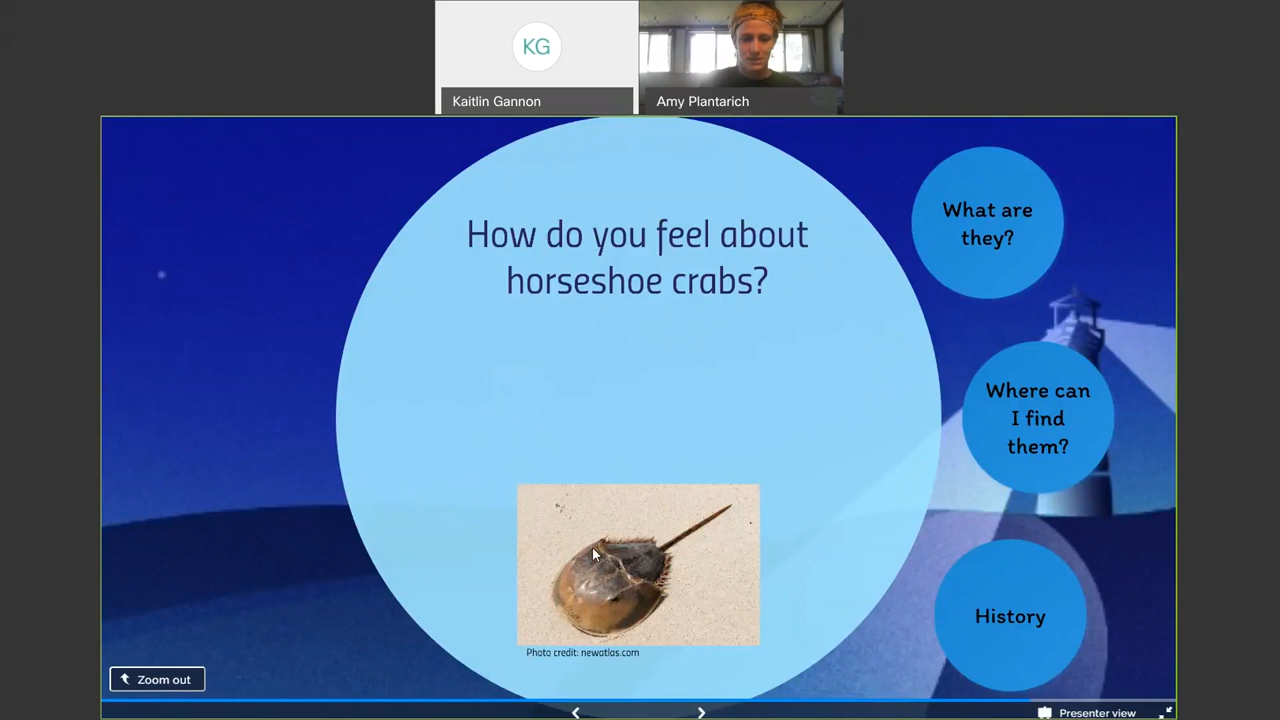 KG
Kaitlin Gannon
Amy Plantarich
How do you feel about
horseshoe crabs?
Photo credit: newatlas.com
What are
they?
Where can
I find
them?
History
Zoom out
Presenter view